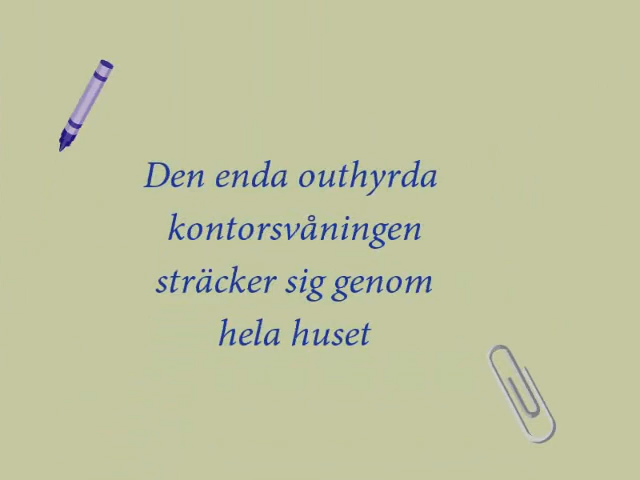 Den enda outhyrda
kontorsvåningen
sträcker sig genom
hela huset